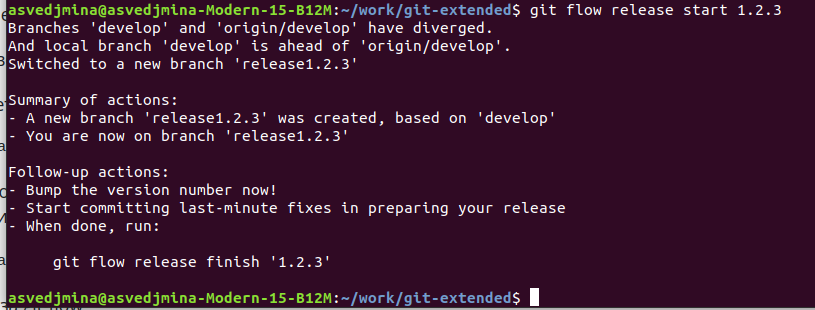 asvedjmina@asvedjmina-Modern-15-B12M:~/work/git-extended$ git flow release start 1.2.3
Branches 'develop' and 'origin/develop' have diverged.
And local branch 'develop' is ahead of 'origin/develop'.
Switched to a new branch 'release1.2.3'
Summary of actions:
- A new branch 'release1.2.3' was created, based on 'develop'
- You are now on branch 'release1.2.3'
Follow-up actions:
- Bump the version number now!
- Start committing last-minute fixes in preparing your release
- When done, run:
git flow release finish '1.2.3'
asvedjmina@asvedjmina-Modern-15-B12M:~/work/git-extended$